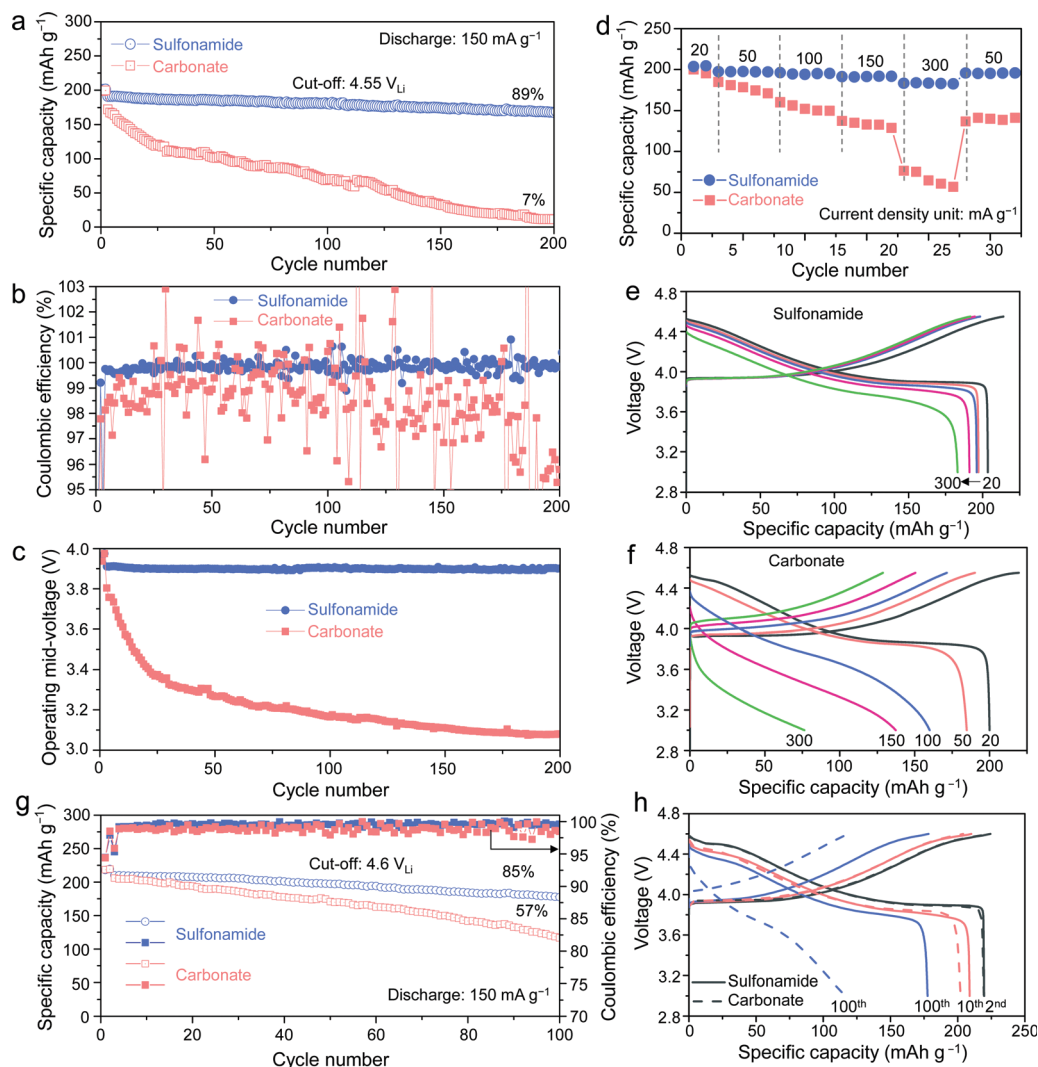 a
300
250
200
150
100
50
0
Specific capacity (mAh g⁻¹)
Sulfonamide
Carbonate
Discharge: 150 mA g⁻¹
Cut-off: 4.55 V_Li
89%
7%
0
50
100
150
200
Cycle number
b
103
102
101
100
99
98
97
96
95
Coulombic efficiency (%)
Sulfonamide
Carbonate
0
50
100
150
200
Cycle number
c
4.0
3.8
3.6
3.4
3.2
3.0
Operating mid-voltage (V)
Sulfonamide
Carbonate
0
50
100
150
200
Cycle number
d
250
200
150
100
50
0
Specific capacity (mAh g⁻¹)
20
50
100
150
300
50
Sulfonamide
Carbonate
Current density unit: mA g⁻¹
0
5
10
15
20
25
30
Cycle number
e
4.8
4.4
4.0
3.6
3.2
2.8
Voltage (V)
Sulfonamide
300
20
0
50
100
150
200
Specific capacity (mAh g⁻¹)
f
4.8
4.4
4.0
3.6
3.2
2.8
Voltage (V)
Carbonate
300
150
100
50
20
0
50
100
150
200
Specific capacity (mAh g⁻¹)
g
300
250
200
150
100
50
0
Specific capacity (mAh g⁻¹)
Cut-off: 4.6 V_Li
85%
57%
Sulfonamide
Carbonate
Discharge: 150 mA g⁻¹
100
95
90
85
80
75
70
Coulombic efficiency (%)
0
20
40
60
80
100
Cycle number
h
4.8
4.4
4.0
3.6
3.2
2.8
Voltage (V)
Sulfonamide
Carbonate
100th
100th
10th
2nd
0
50
100
150
200
250
Specific capacity (mAh g⁻¹)